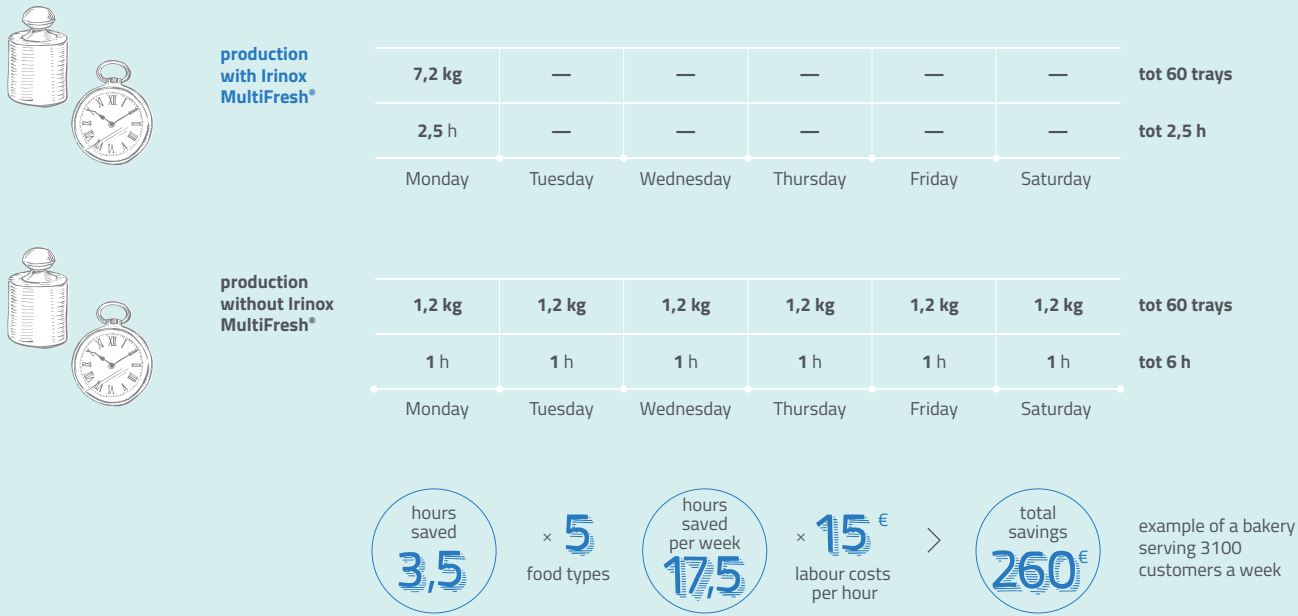 production
with Irinox
MultiFresh®
7,2 kg — — — — — tot 60 trays
2,5 h — — — — — tot 2,5 h
Monday Tuesday Wednesday Thursday Friday Saturday
production
without Irinox
MultiFresh®
1,2 kg 1,2 kg 1,2 kg 1,2 kg 1,2 kg 1,2 kg tot 60 trays
1 h 1 h 1 h 1 h 1 h 1 h tot 6 h
Monday Tuesday Wednesday Thursday Friday Saturday
hours
saved
3,5
× 5
food types
hours
saved
per week
17,5
× 15 €
labour costs
per hour
>
total
savings
260 €
example of a bakery
serving 3100
customers a week